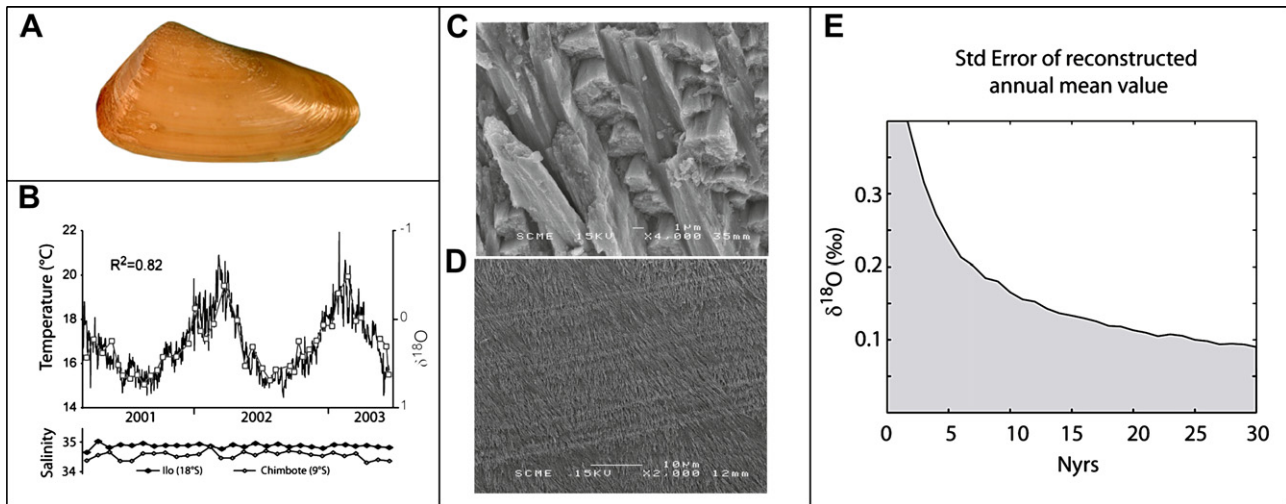 A
B
22
20
18
16
14
Temperature (°C)
R²=0.82
-1
0
1
δ¹⁸O
2001
2002
2003
Salinity
35
34
Ilo (18°S)
Chimbote (9°S)
C
1µm
SCME 15KV X4,000 35mm
D
10µm
SCME .15KV X2,000 12mm
E
Std Error of reconstructed
annual mean value
δ¹⁸O (‰)
0.3
0.2
0.1
0 5 10 15 20 25 30
Nyrs